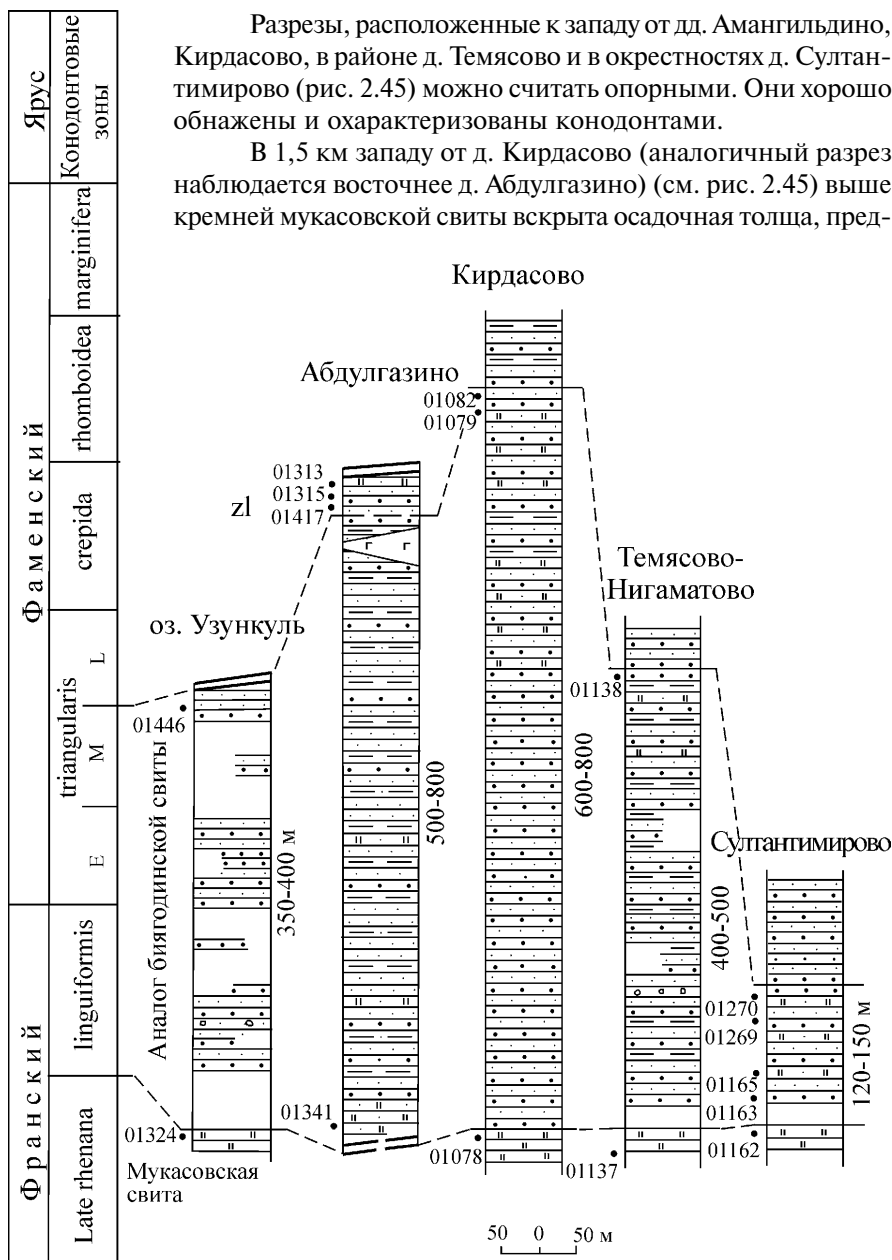 Разрезы, расположенные к западу от дд. Амангильдино,
Кирдасово, в районе д. Темясово и в окрестностях д. Султан-
тимирово (рис. 2.45) можно считать опорными. Они хорошо
обнажены и охарактеризованы конодонтами.
В 1,5 км западу от д. Кирдасово (аналогичный разрез
наблюдается восточнее д. Абдулгазино) (см. рис. 2.45) выше
кремней мукасовской свиты вскрыта осадочная толща, пред-
Ярус
Конодонтовые
зоны
Фаменский
Франский
marginifera
rhomboidea
crepida
triangularis
L
M
E
linguiformis
Late rhenana
оз. Узункуль
01446
Аналог биягодинской свиты
350-400 м
01324
Мукасовская
свита
Абдулгазино
zl
01313
01315
01417
г г
500-800
01341
Кирдасово
01082
01079
600-800
01078
Темясово-
Нигаматово
01138
400-500
01137
Султантимирово
01270
01269
01165
01163
01162
120-150 м
50 0 50 м